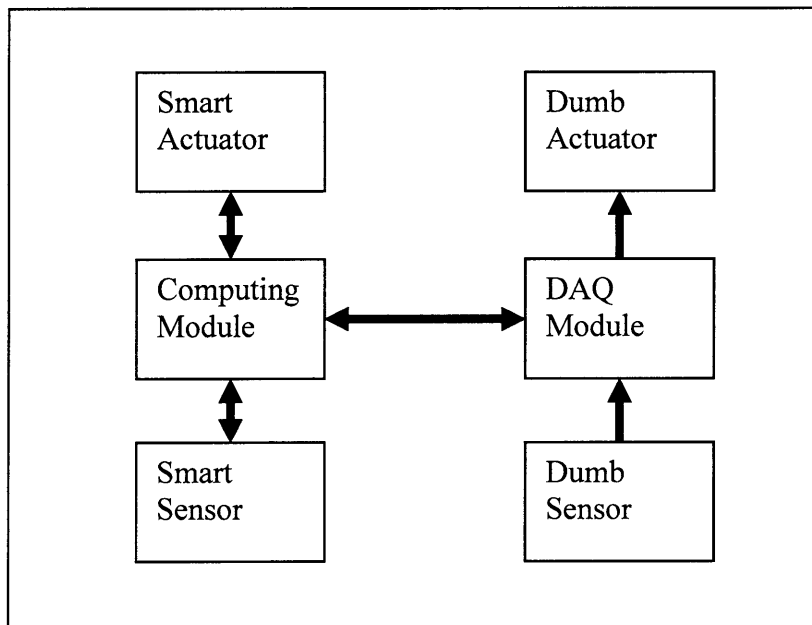 Smart
Actuator
Dumb
Actuator
Computing
Module
DAQ
Module
Smart
Sensor
Dumb
Sensor